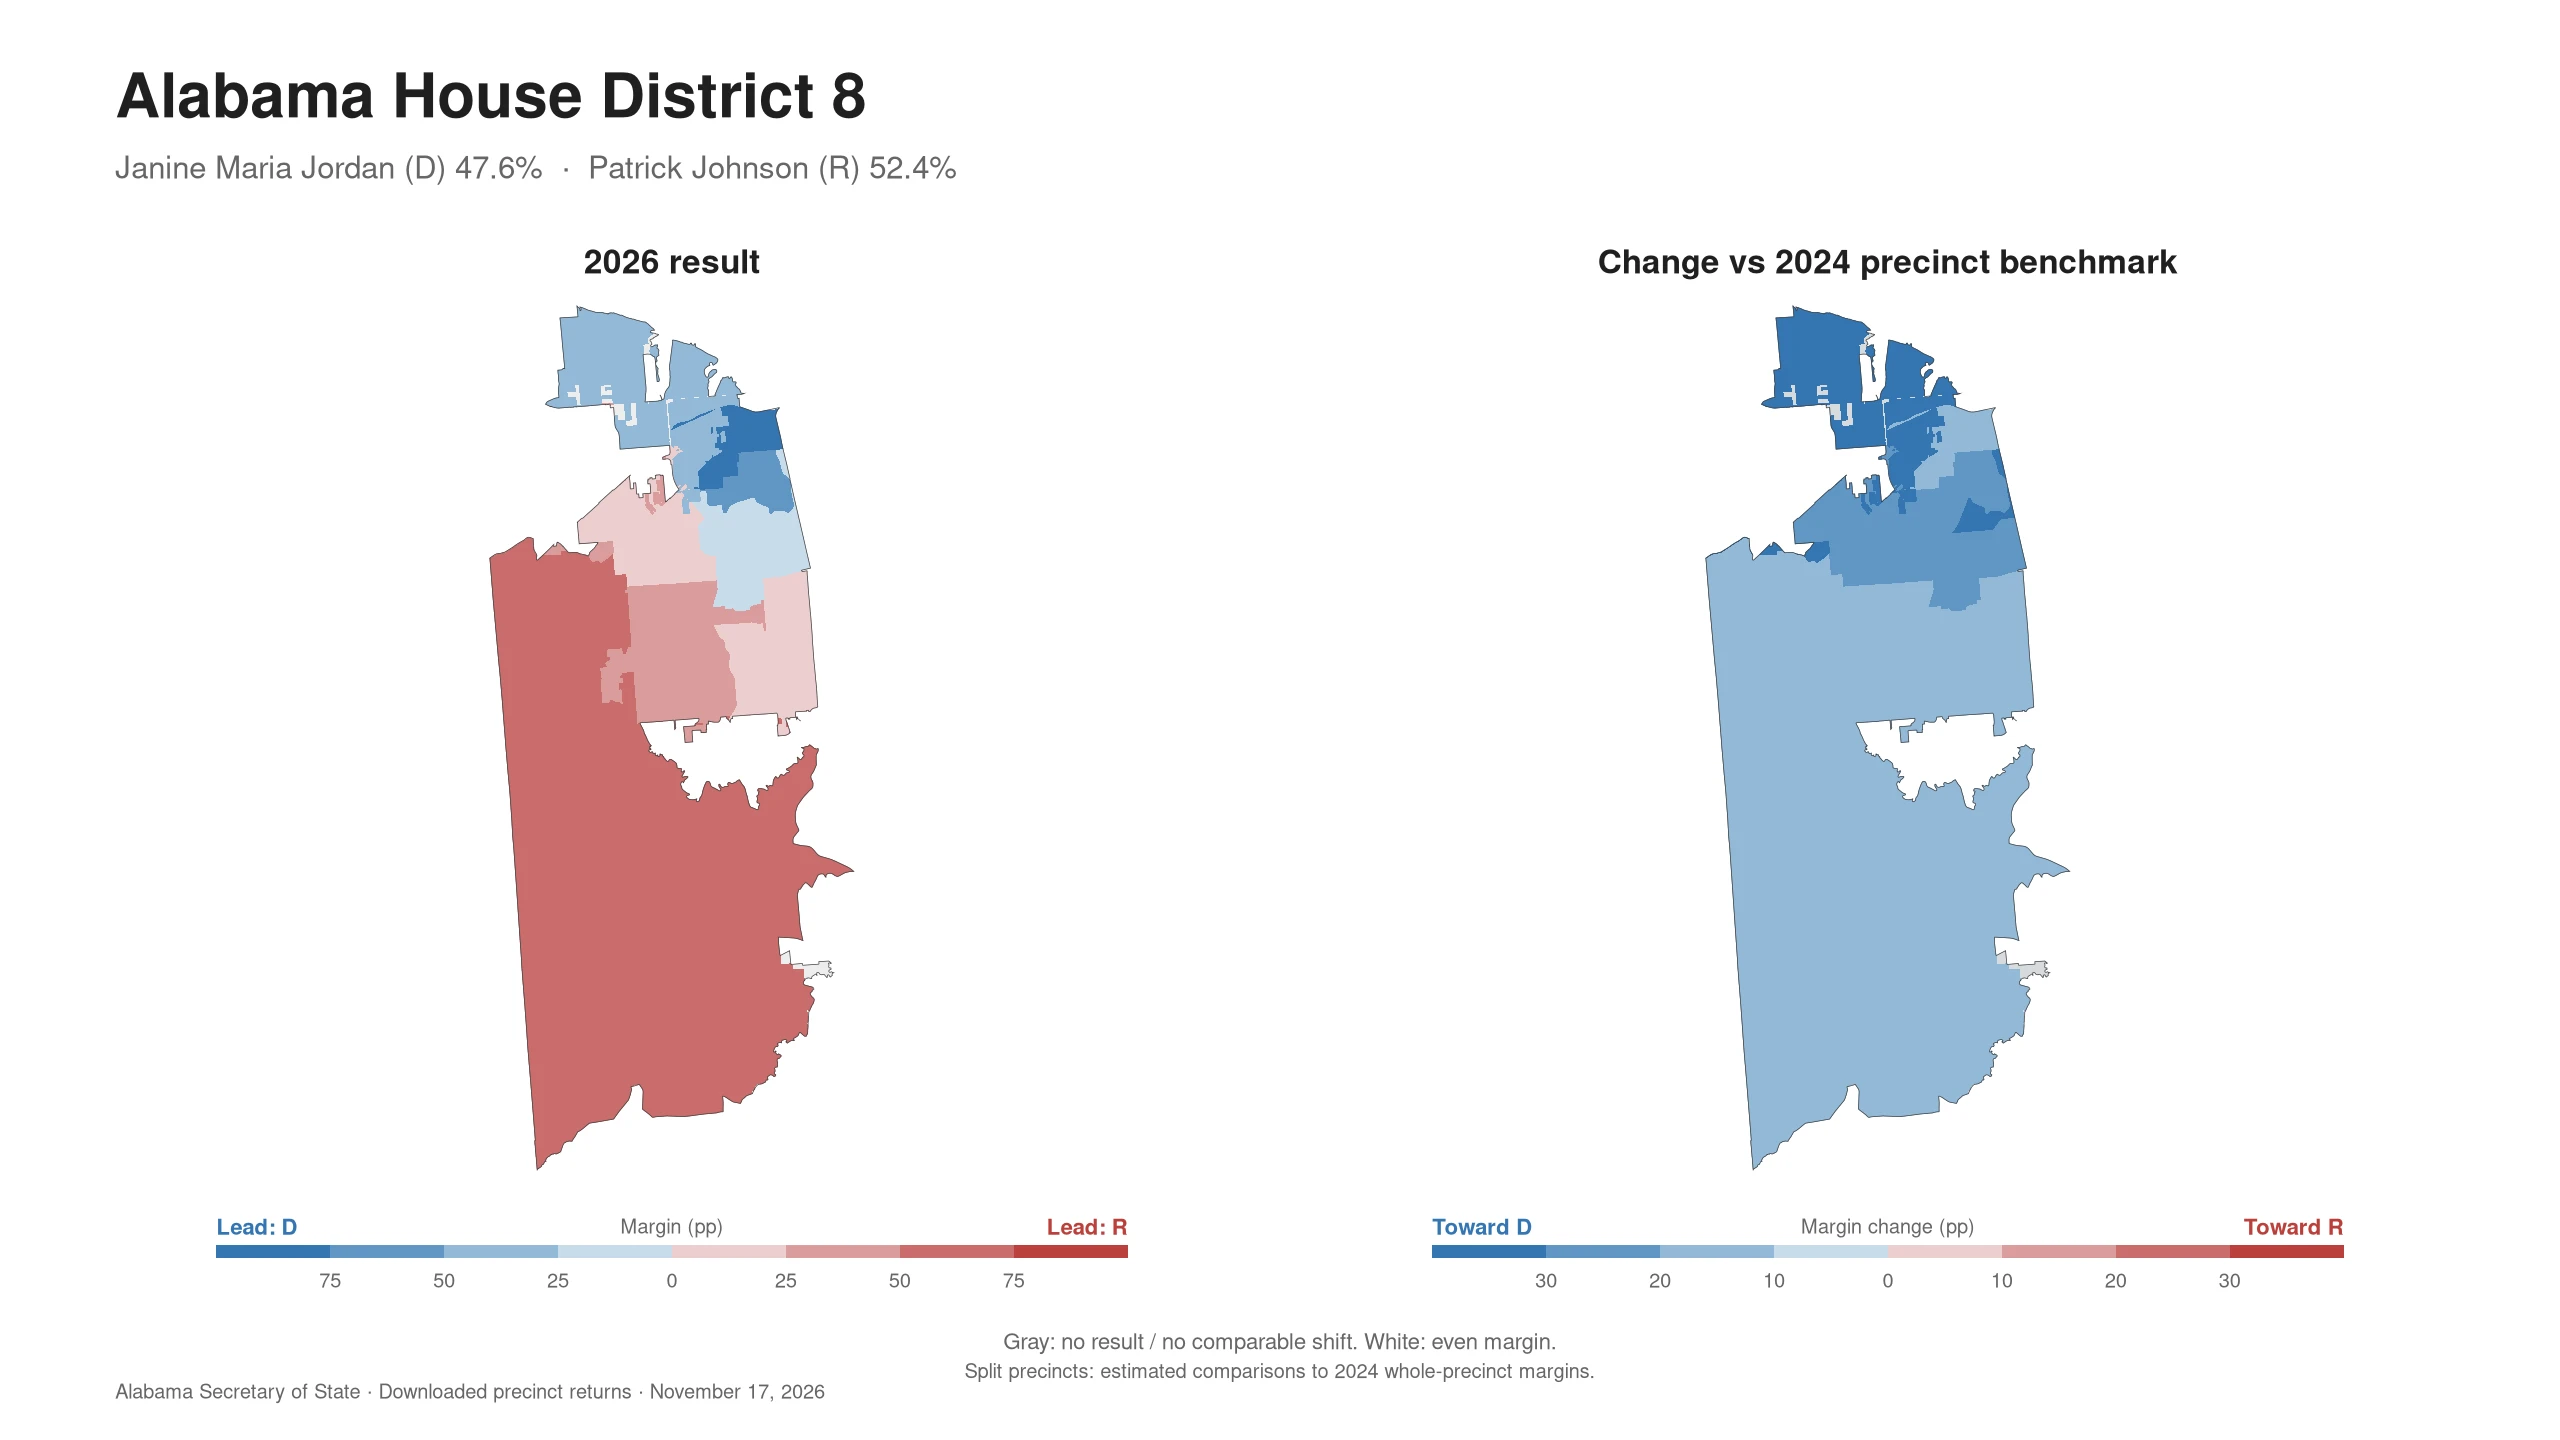 Alabama House District 8
Janine Maria Jordan (D) 47.6% · Patrick Johnson (R) 52.4%
2026 result
Change vs 2024 precinct benchmark
Lead: D Margin (pp) Lead: R
75 50 25 0 25 50 75
Toward D Margin change (pp) Toward R
30 20 10 0 10 20 30
Gray: no result / no comparable shift. White: even margin.
Split precincts: estimated comparisons to 2024 whole-precinct margins.
Alabama Secretary of State · Downloaded precinct returns · November 17, 2026